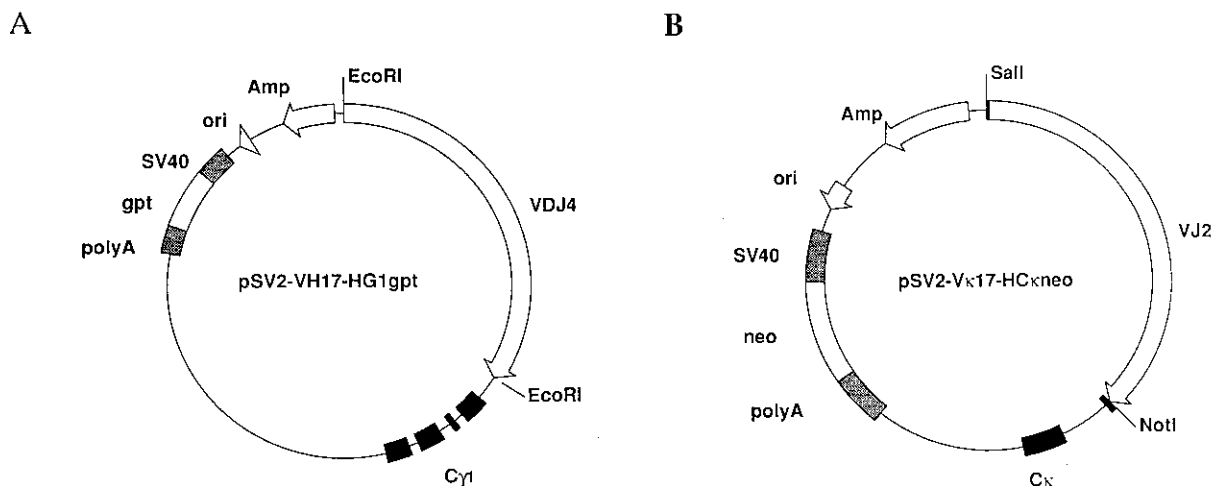 A
EcoRI
Amp
ori
SV40
gpt
polyA
VDJ4
pSV2-VH17-HG1gpt
EcoRI
Cγ1
B
SalI
Amp
ori
SV40
VJ2
pSV2-Vκ17-HCκneo
neo
polyA
NotI
Cκ